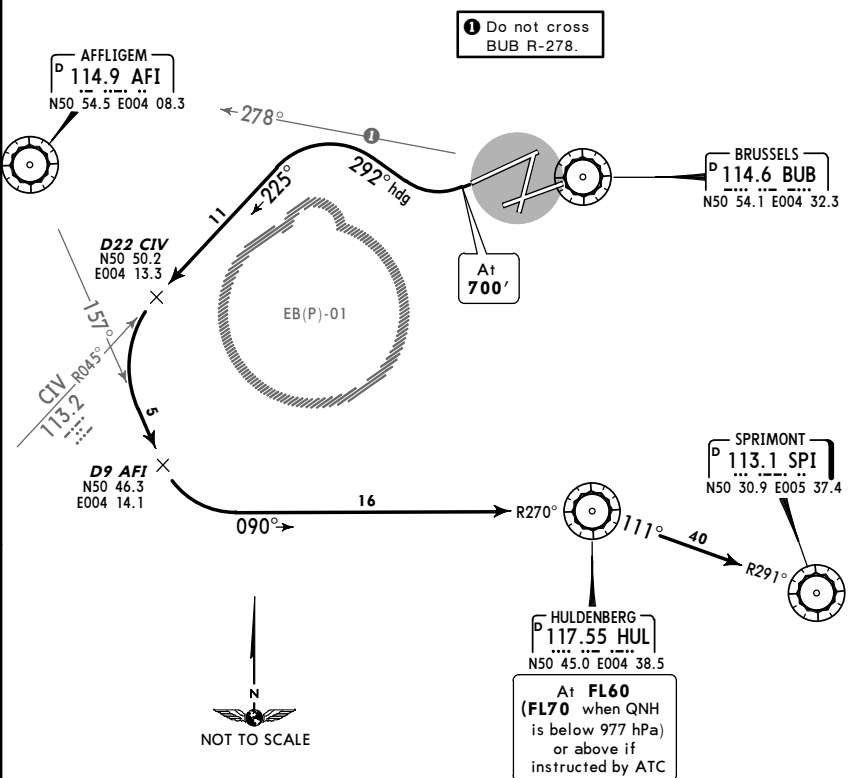 ❶ Do not cross
BUB R-278.
AFFLIGEM
D 114.9 AFI
N50 54.5 E004 08.3
278°
❶
BRUSSELS
D 114.6 BUB
N50 54.1 E004 32.3
292° hdg
225°
11
At
700'
D22 CIV
N50 50.2
E004 13.3
EB(P)-01
157°
CIV R045°
113.2
5
D9 AFI
N50 46.3
E004 14.1
090°
16
R270°
111°
40
R291°
SPRIMONT
D 113.1 SPI
N50 30.9 E005 37.4
HULDENBERG
D 117.55 HUL
N50 45.0 E004 38.5
At FL60
(FL70 when QNH
is below 977 hPa)
or above if
instructed by ATC
N
NOT TO SCALE